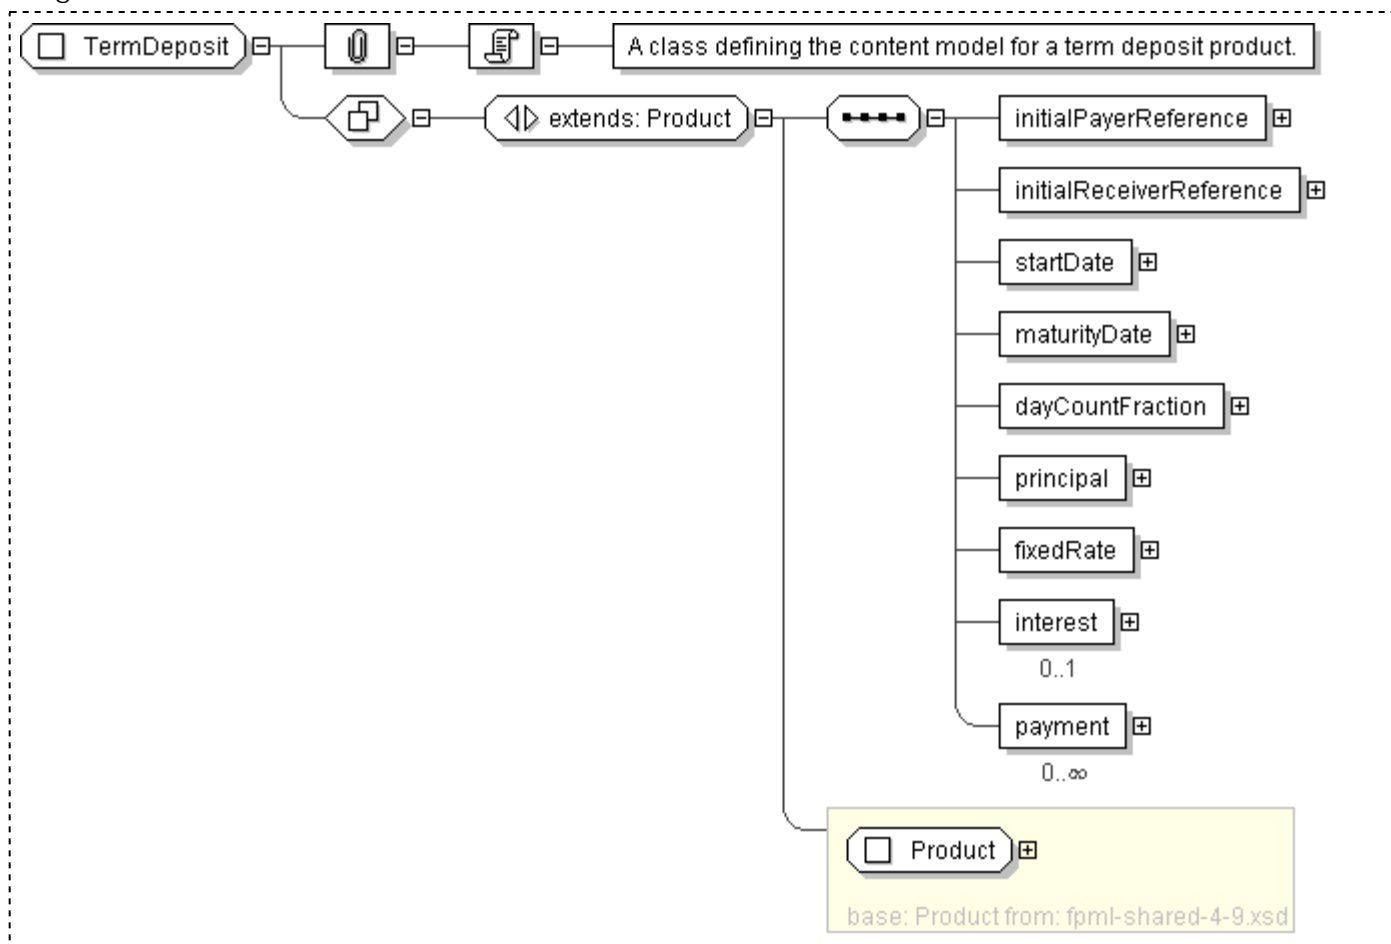 TermDeposit
A class defining the content model for a term deposit product.
extends: Product
initialPayerReference
initialReceiverReference
startDate
maturityDate
dayCountFraction
principal
fixedRate
interest
0..1
payment
0..∞
Product
base: Product from: fpml-shared-4-9.xsd